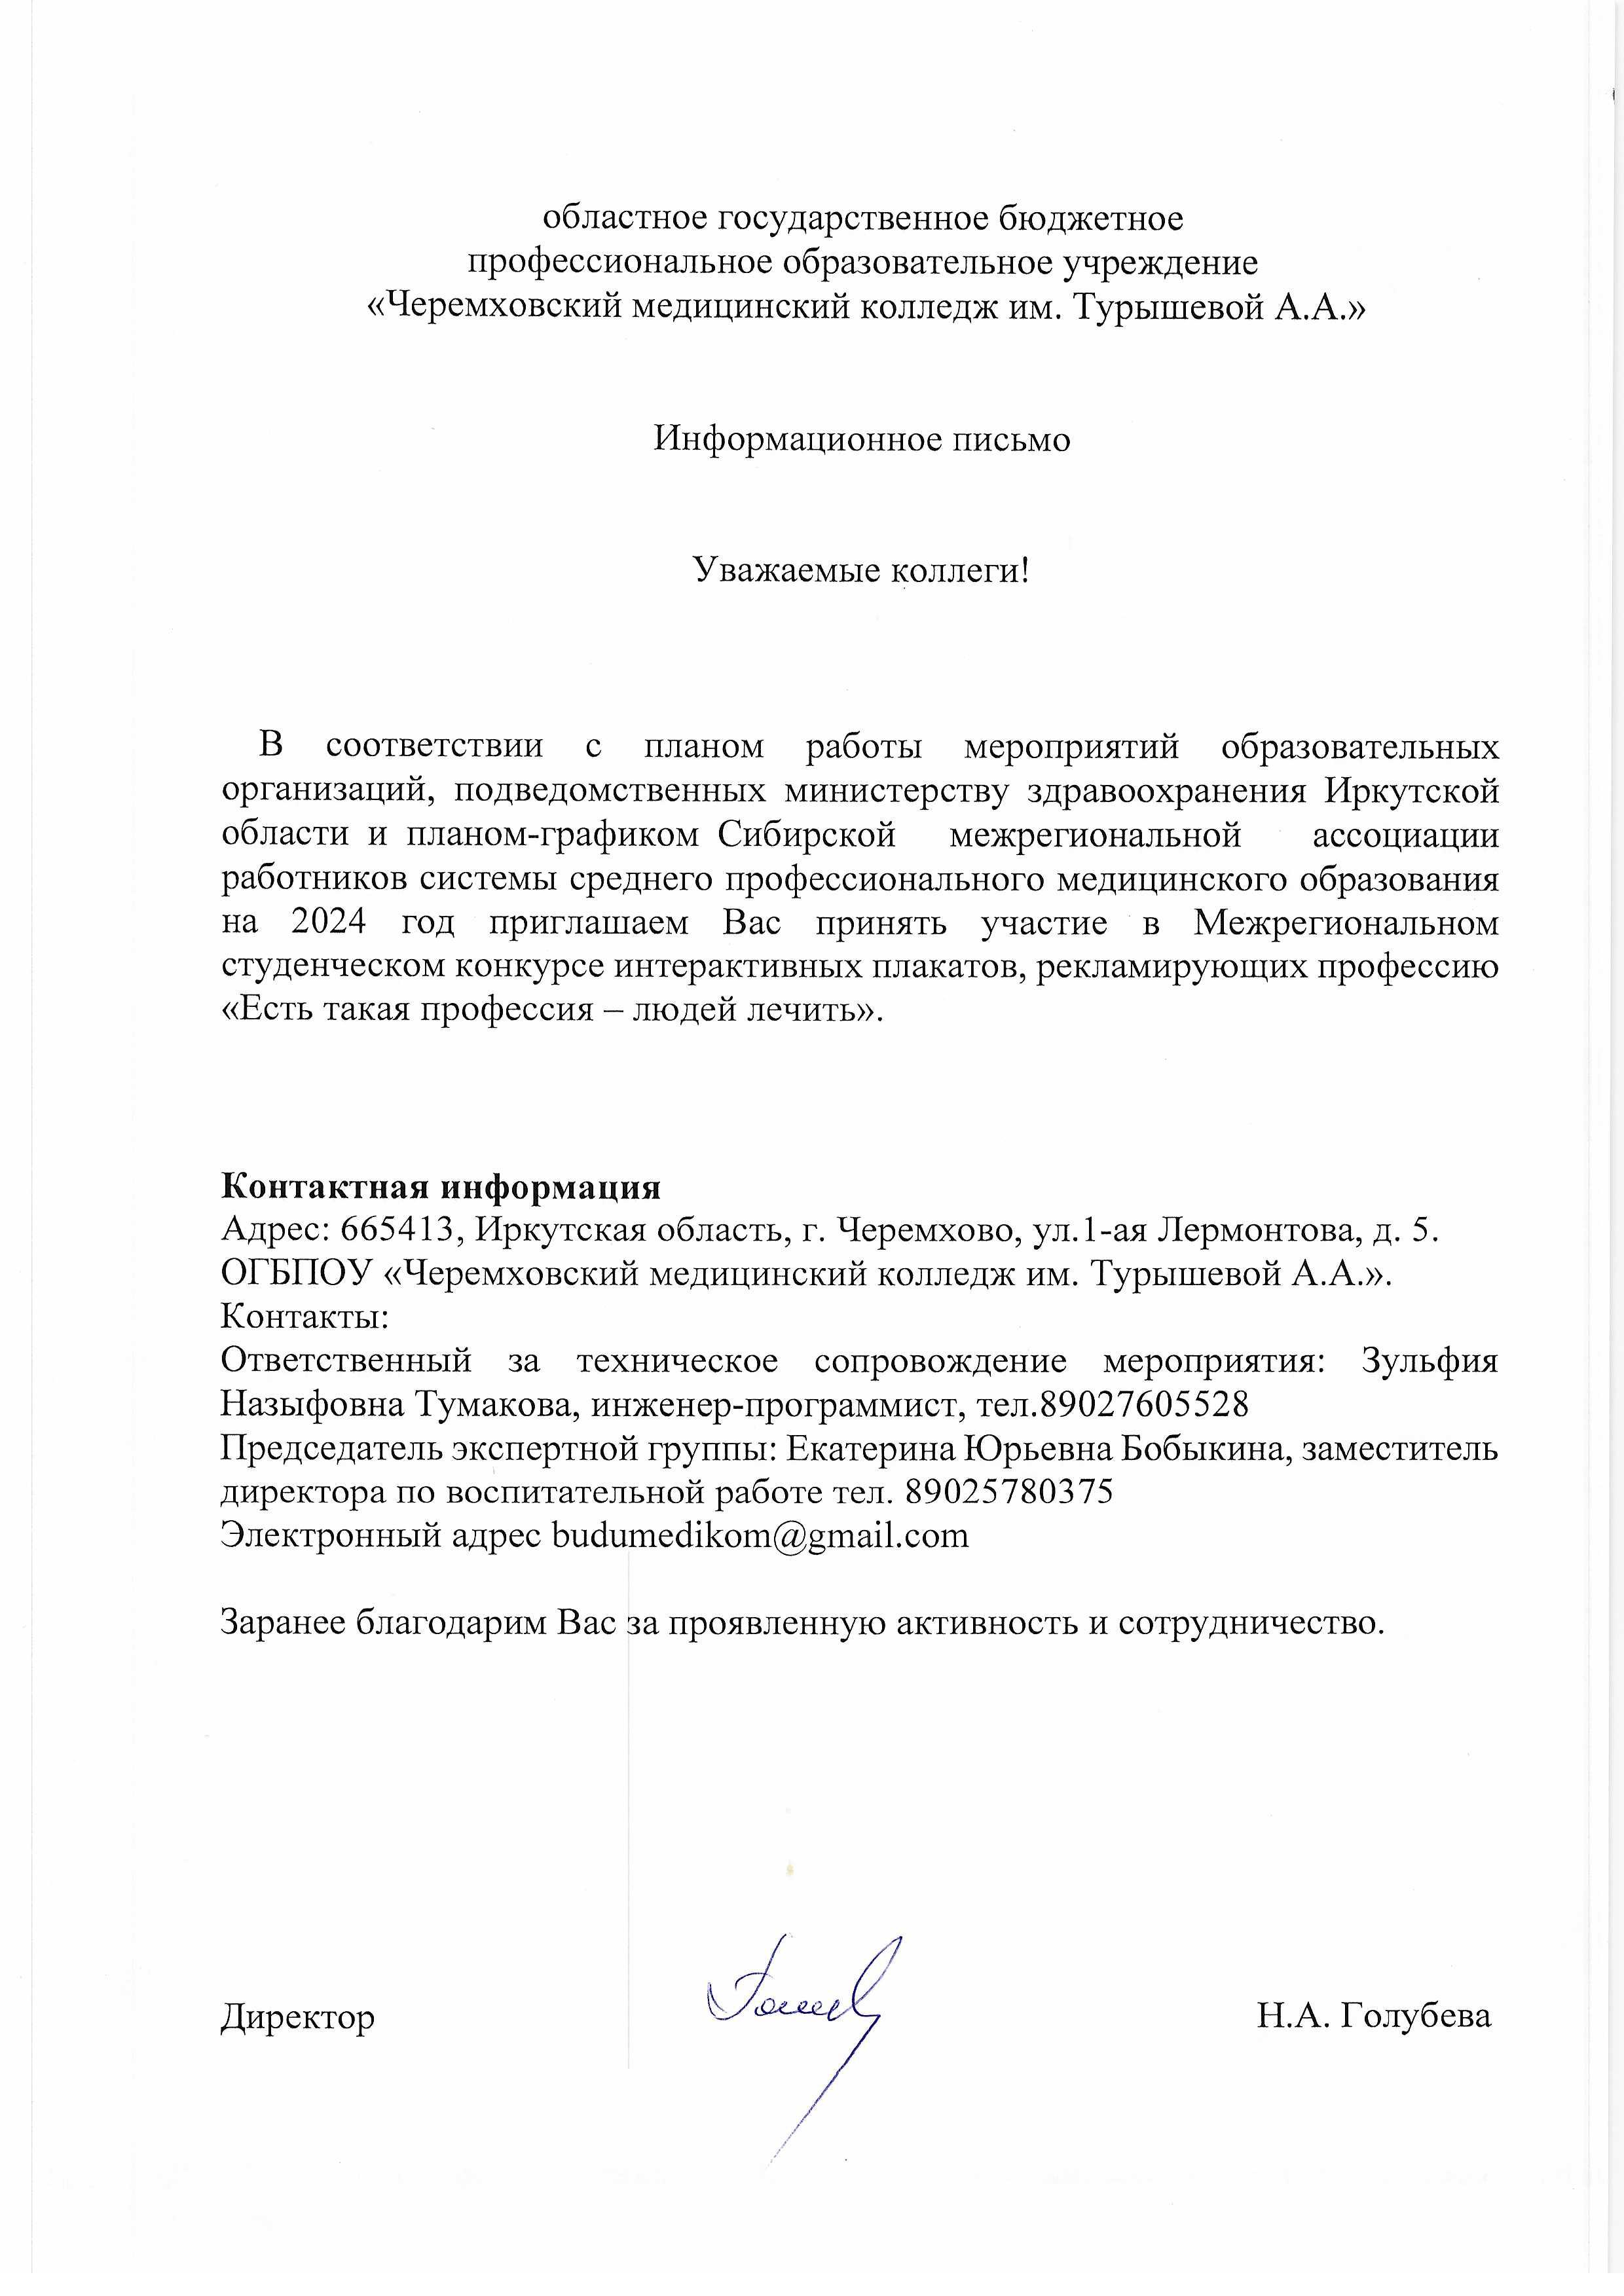 областное государственное бюджетное
профессиональное образовательное учреждение
«Черемховский медицинский колледж им. Турышевой А.А.»
Информационное письмо
Уважаемые коллеги!
В соответствии с планом работы мероприятий образовательных
организаций, подведомственных министерству здравоохранения Иркутской
области и планом-графиком Сибирской межрегиональной ассоциации
работников системы среднего профессионального медицинского образования
на 2024 год приглашаем Вас принять участие в Межрегиональном
студенческом конкурсе интерактивных плакатов, рекламирующих профессию
«Есть такая профессия – людей лечить».
Контактная информация
Адрес: 665413, Иркутская область, г. Черемхово, ул.1-ая Лермонтова, д. 5.
ОГБПОУ «Черемховский медицинский колледж им. Турышевой А.А.».
Контакты:
Ответственный за техническое сопровождение мероприятия: Зульфия
Назыфовна Тумакова, инженер-программист, тел.89027605528
Председатель экспертной группы: Екатерина Юрьевна Бобыкина, заместитель
директора по воспитательной работе тел. 89025780375
Электронный адрес budumedikom@gmail.com
Заранее благодарим Вас за проявленную активность и сотрудничество.
Директор Н.А. Голубева